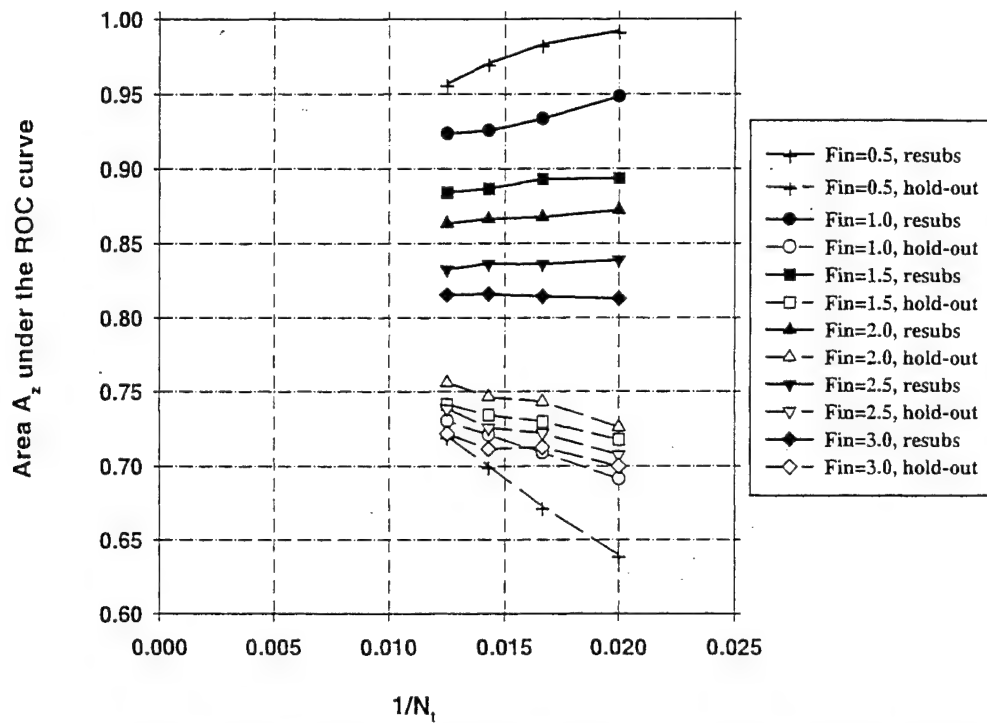 1.00
0.95
0.90
0.85
0.80
0.75
0.70
0.65
0.60
Area A_z under the ROC curve
0.000 0.005 0.010 0.015 0.020 0.025
1/N_t
Fin=0.5, resubs
Fin=0.5, hold-out
Fin=1.0, resubs
Fin=1.0, hold-out
Fin=1.5, resubs
Fin=1.5, hold-out
Fin=2.0, resubs
Fin=2.0, hold-out
Fin=2.5, resubs
Fin=2.5, hold-out
Fin=3.0, resubs
Fin=3.0, hold-out